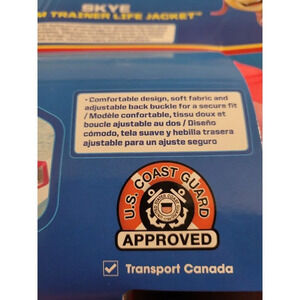 SKYE
TRAINER LIFE JACKET
• Comfortable design, soft fabric and
adjustable back buckle for a secure fit
/ Modèle confortable, tissu doux et
boucle ajustable au dos / Diseño
cómodo, tela suave y hebilla trasera
ajustable para un ajuste seguro
U.S. COAST GUARD
APPROVED
Transport Canada